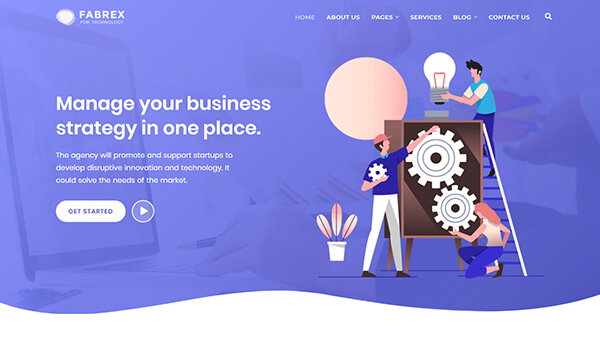 FABREX
FOR TECHNOLOGY
HOME ABOUT US PAGES SERVICES BLOG CONTACT US
Manage your business
strategy in one place.
The agency will promote and support startups to
develop disruptive innovation and technology. It
could solve the needs of the market.
GET STARTED